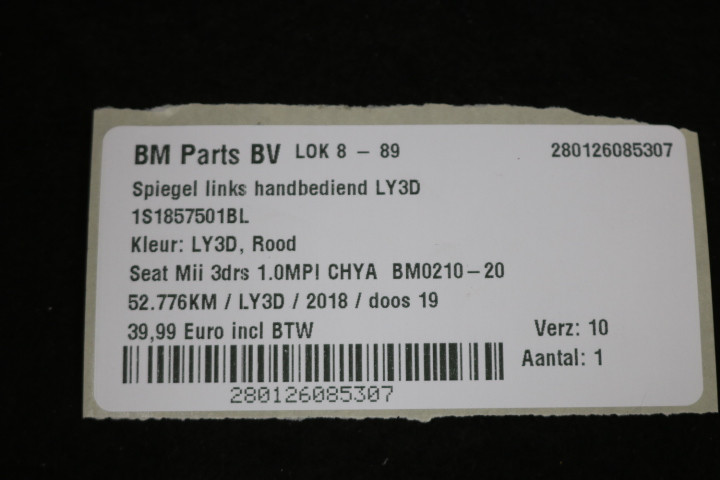 BM Parts BV LOK 8 - 89 280126085307
Spiegel links handbediend LY3D
1S1857501BL
Kleur: LY3D, Rood
Seat Mii 3drs 1.0MPI CHYA BM0210-20
52.776KM / LY3D / 2018 / doos 19
39,99 Euro incl BTW Verz: 10
Aantal: 1
280126085307